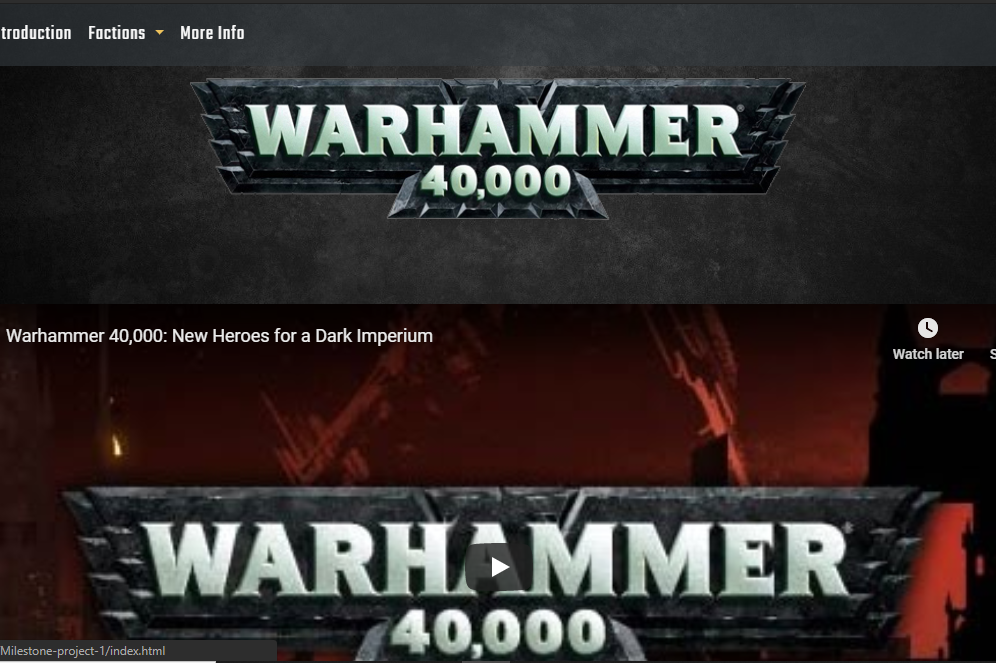 troduction Factions More Info
WARHAMMER®
40,000
Warhammer 40,000: New Heroes for a Dark Imperium
Watch later
S
WARHAMMER®
40,000
Milestone-project-1/index.html